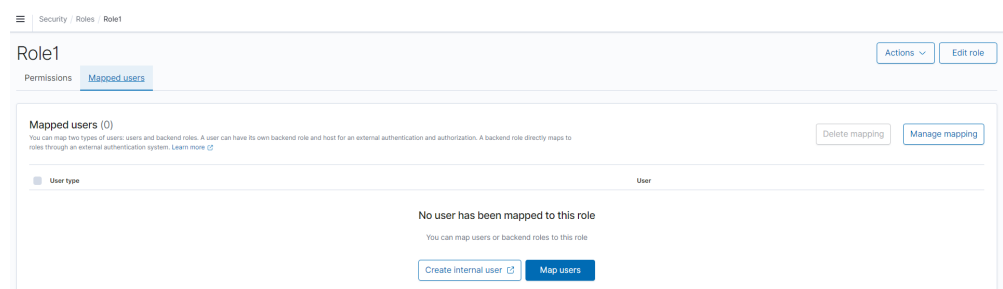 Security / Roles / Role1
Role1
Actions
Edit role
Permissions
Mapped users
Mapped users (0)
You can map two types of users: users and backend roles. A user can have its own backend role and host for an external authentication and authorization. A backend role directly maps to
roles through an external authentication system. Learn more
Delete mapping
Manage mapping
User type
User
No user has been mapped to this role
You can map users or backend roles to this role
Create internal user
Map users